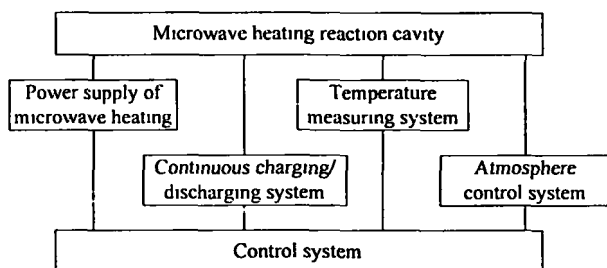 Microwave heating reaction cavity
Power supply of
microwave heating
Temperature
measuring system
Continuous charging/
discharging system
Atmosphere
control system
Control system